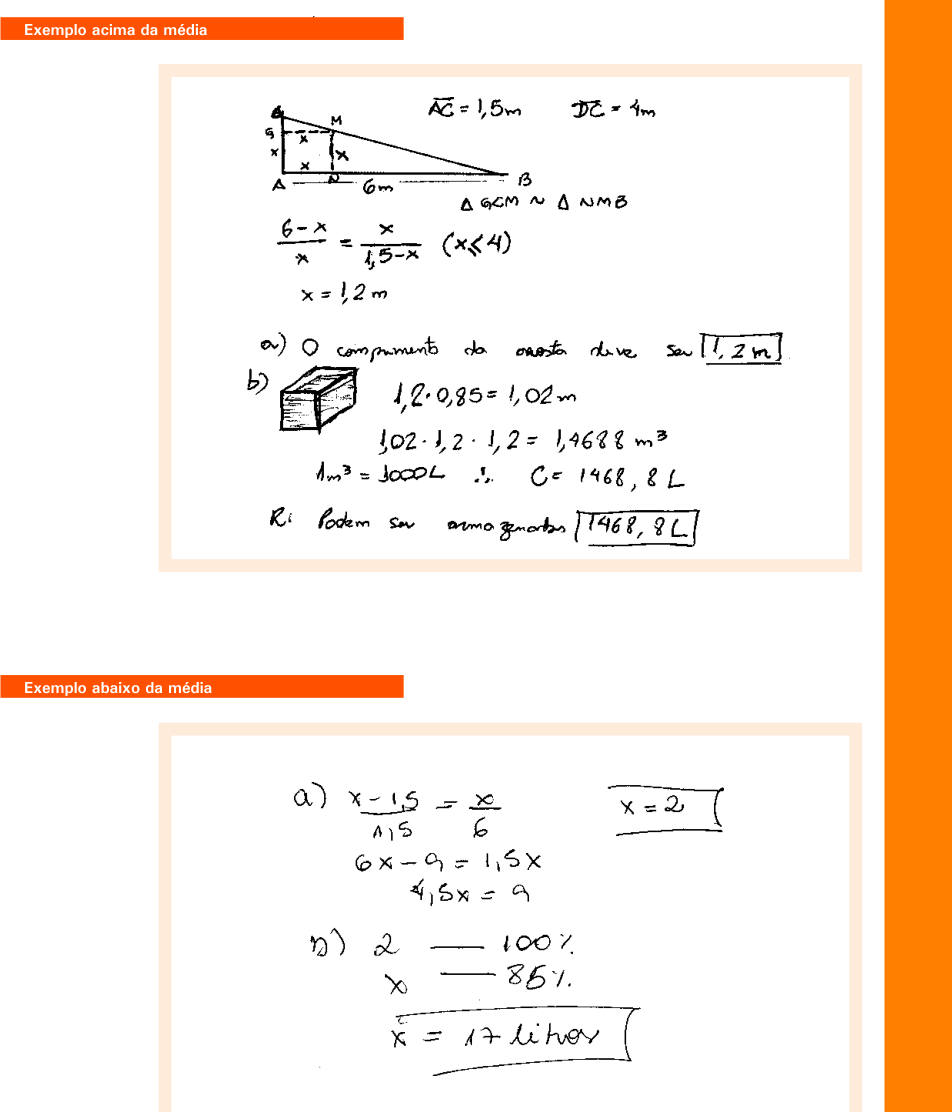 Exemplo acima da média
AC = 1,5m DC = 4m
M
G x
x x
x
A N 6m B
Δ GCM ~ Δ NMB
6-x/x = x/1,5-x (x⩽4)
x = 1,2 m
a) O comprimento da aresta deve ser 1,2 m
b) 1,2·0,85 = 1,02 m
1,02 · 1,2 · 1,2 = 1,4688 m³
1m³ = 1000L ∴ C = 1468,8 L
R: Podem ser armazenados 1468,8 L
Exemplo abaixo da média
a) x-1,5/1,5 = x/6 x = 2
6x - 9 = 1,5x
4,5x = 9
b) 2 — 100%
x — 85%
x = 17 litros